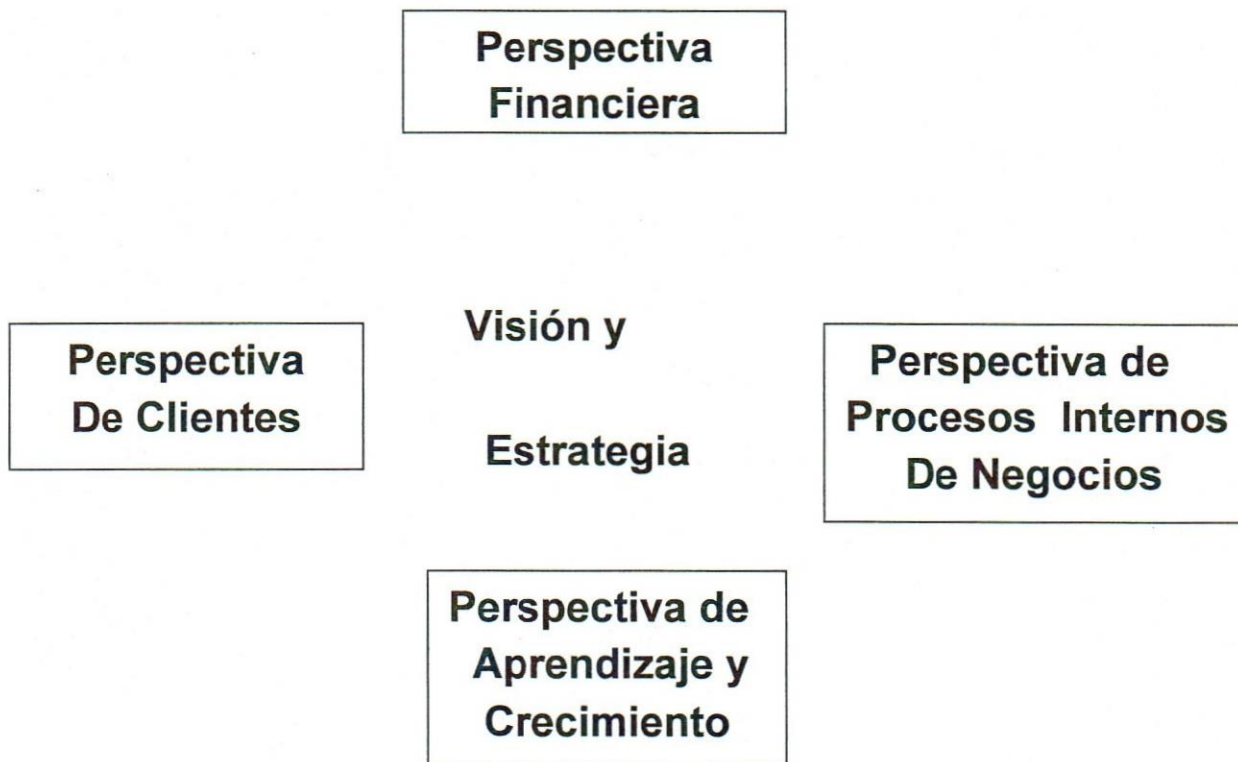 Perspectiva
Financiera
Visión y
Estrategia
Perspectiva
De Clientes
Perspectiva de
Procesos Internos
De Negocios
Perspectiva de
Aprendizaje y
Crecimiento